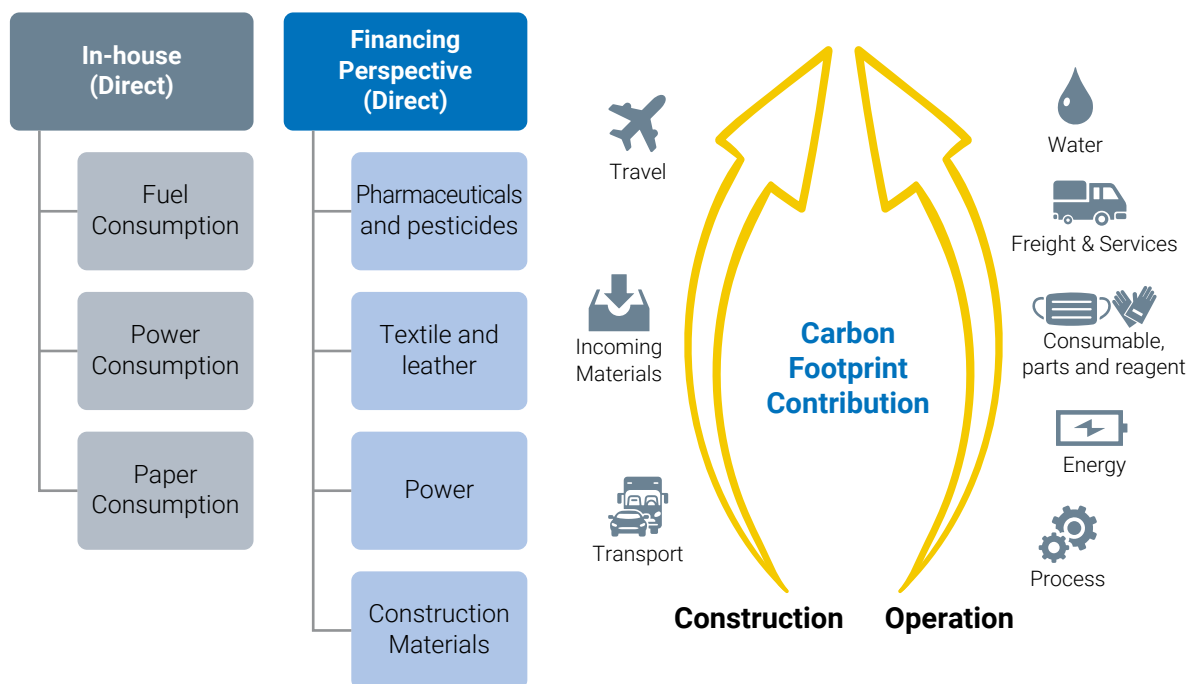 In-house
(Direct)
Fuel
Consumption
Power
Consumption
Paper
Consumption
Financing
Perspective
(Direct)
Pharmaceuticals
and pesticides
Textile and
leather
Power
Construction
Materials
Travel
Incoming
Materials
Transport
Carbon
Footprint
Contribution
Water
Freight & Services
Consumable,
parts and reagent
Energy
Process
Construction
Operation